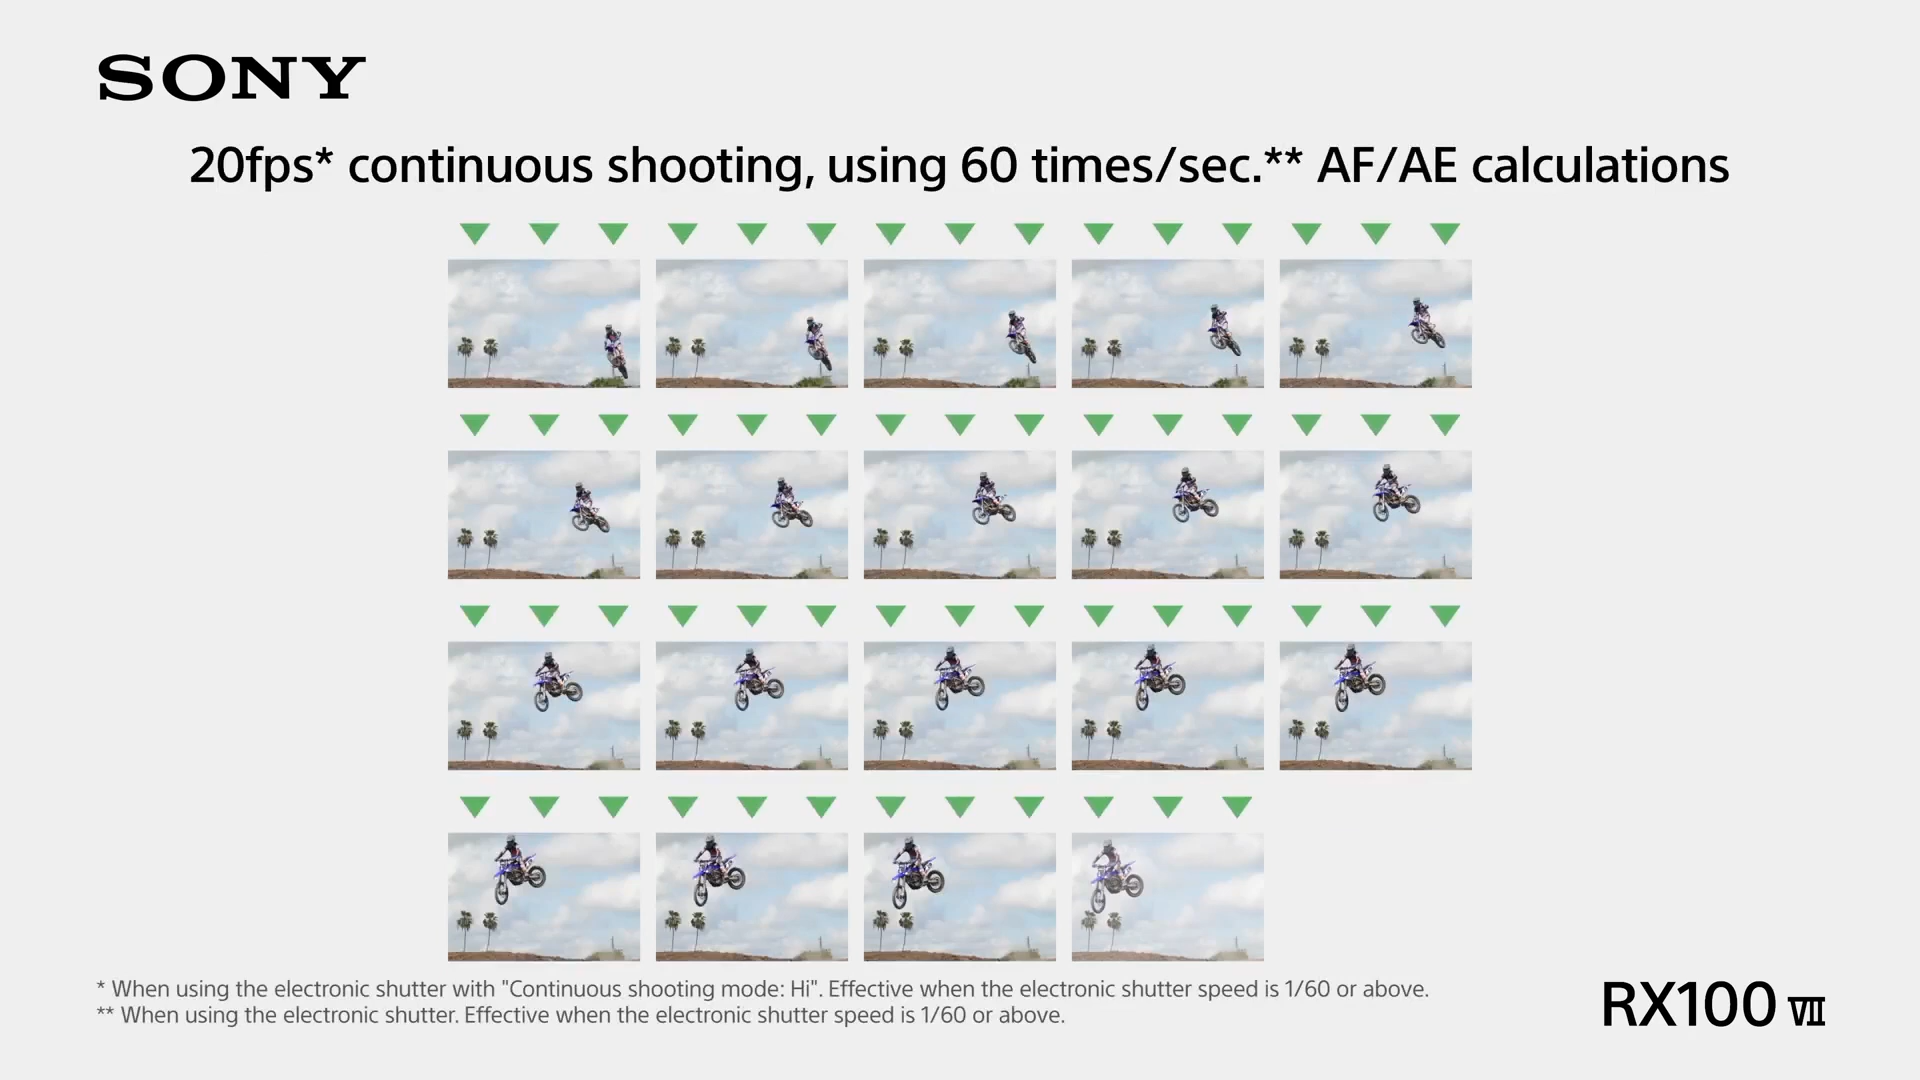 SONY
20fps* continuous shooting, using 60 times/sec.** AF/AE calculations
* When using the electronic shutter with "Continuous shooting mode: Hi". Effective when the electronic shutter speed is 1/60 or above.
** When using the electronic shutter. Effective when the electronic shutter speed is 1/60 or above.
RX100 VII